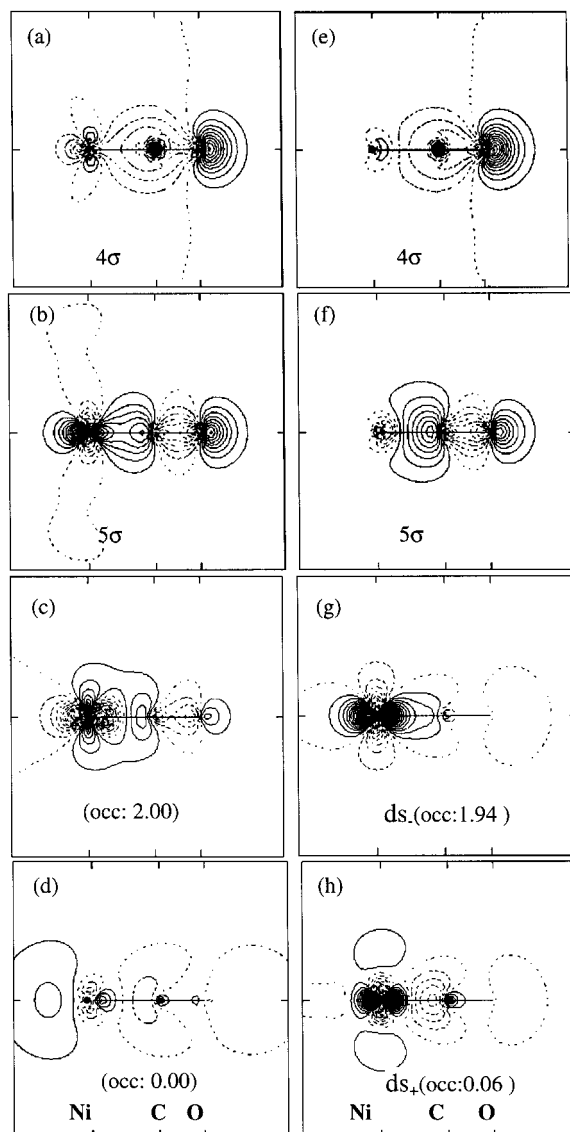 (a) (e)
4σ 4σ
(b) (f)
5σ 5σ
(c) (g)
(occ: 2.00) ds-(occ:1.94 )
(d) (h)
(occ: 0.00) ds+(occ:0.06 )
Ni C O Ni C O